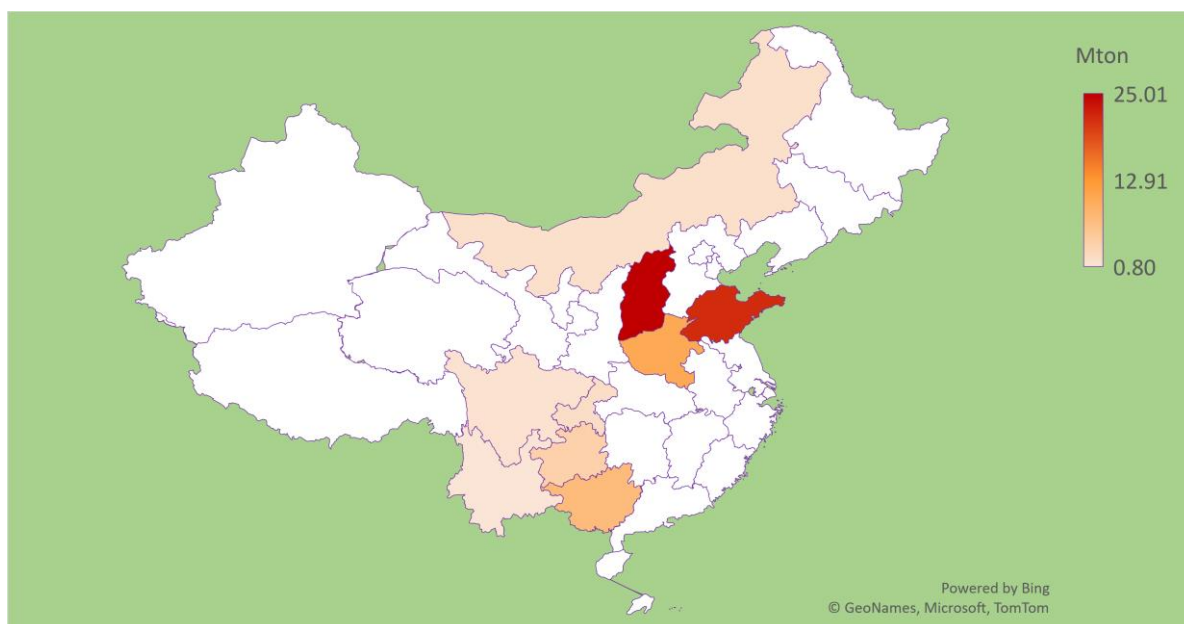 Mton
25.01
12.91
0.80
Powered by Bing
© GeoNames, Microsoft, TomTom